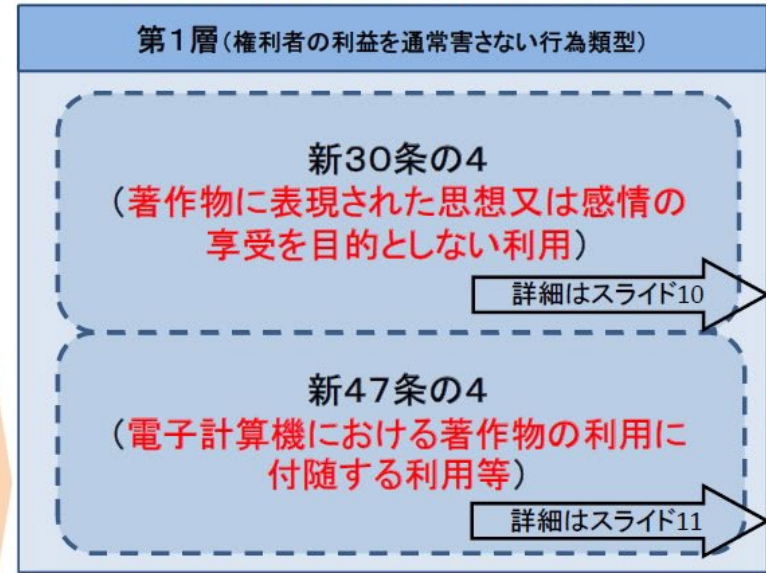 第1層(権利者の利益を通常害さない行為類型)
新30条の4
(著作物に表現された思想又は感情の
享受を目的としない利用)
詳細はスライド10
新47条の4
(電子計算機における著作物の利用に
付随する利用等)
詳細はスライド11